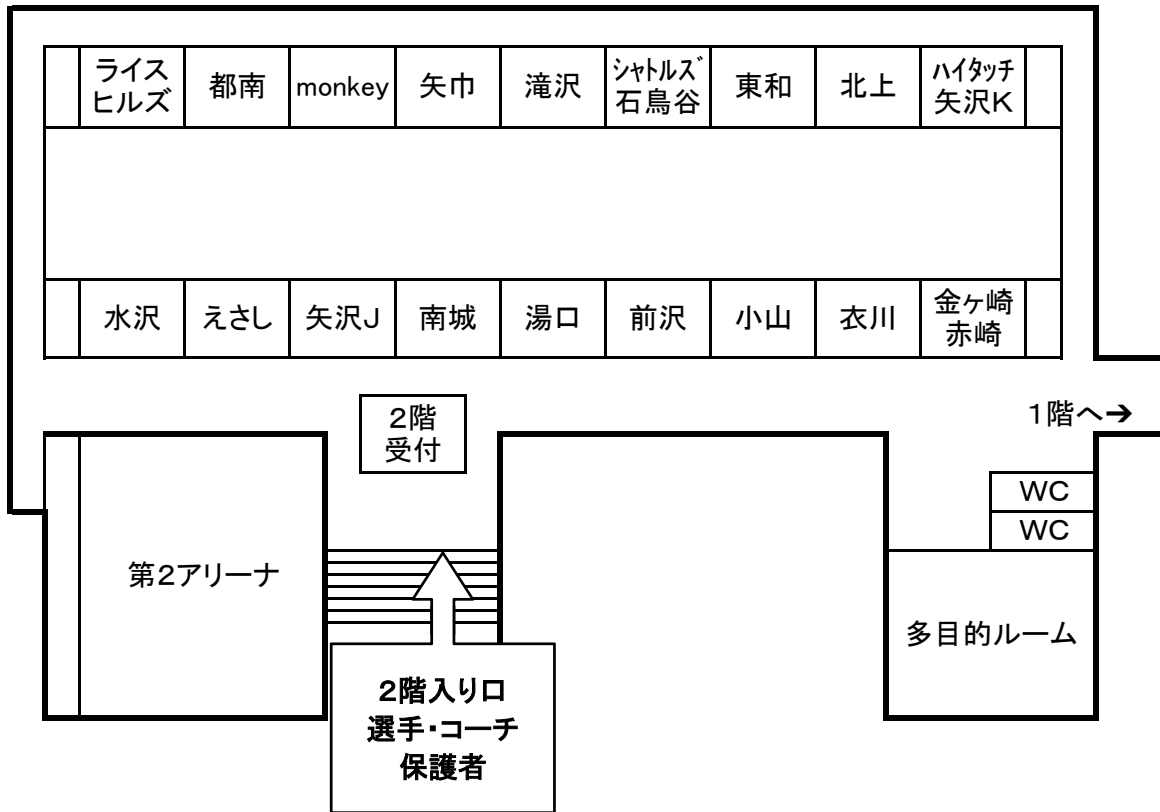 ライス
ヒルズ
都南
monkey
矢巾
滝沢
ｼｬﾄﾙｽﾞ
石鳥谷
東和
北上
ﾊｲﾀｯﾁ
矢沢K
水沢
えさし
矢沢J
南城
湯口
前沢
小山
衣川
金ヶ崎
赤崎
2階
受付
1階へ➔
WC
WC
第2アリーナ
多目的ルーム
2階入り口
選手・コーチ
保護者